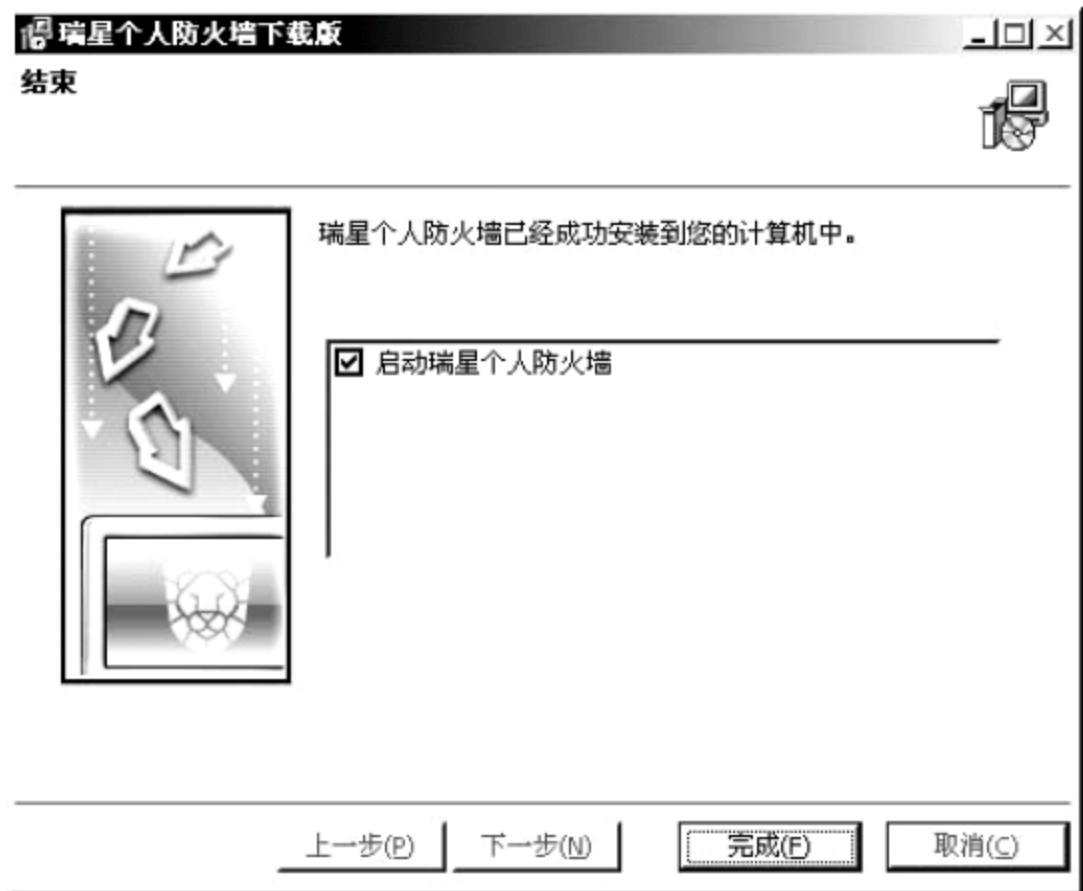 瑞星个人防火墙下载版
结束
瑞星个人防火墙已经成功安装到您的计算机中。
启动瑞星个人防火墙
上一步(P) 下一步(N) 完成(F) 取消(C)